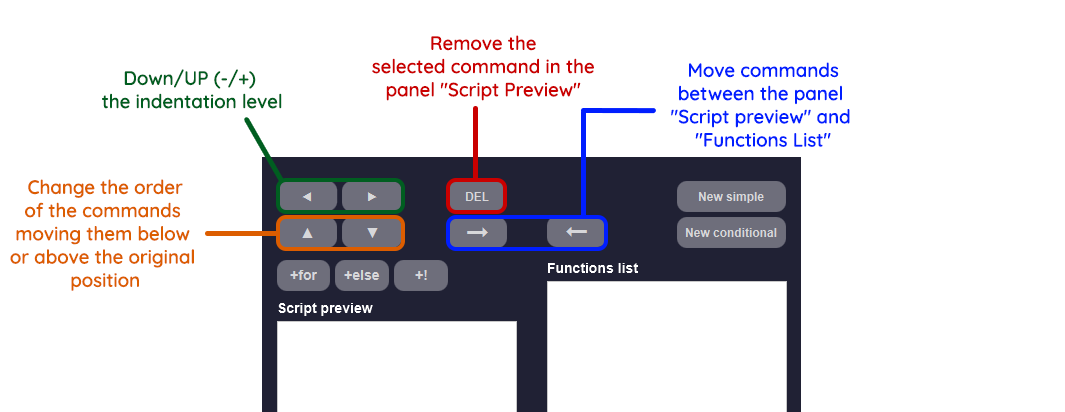 Remove the
selected command in the
panel "Script Preview"
Down/UP (-/+)
the indentation level
Move commands
between the panel
"Script preview" and
"Functions List"
Change the order
of the commands
moving them below
or above the original
position
◄ ► DEL New simple
▲ ▼ → ← New conditional
+for +else +!
Functions list
Script preview